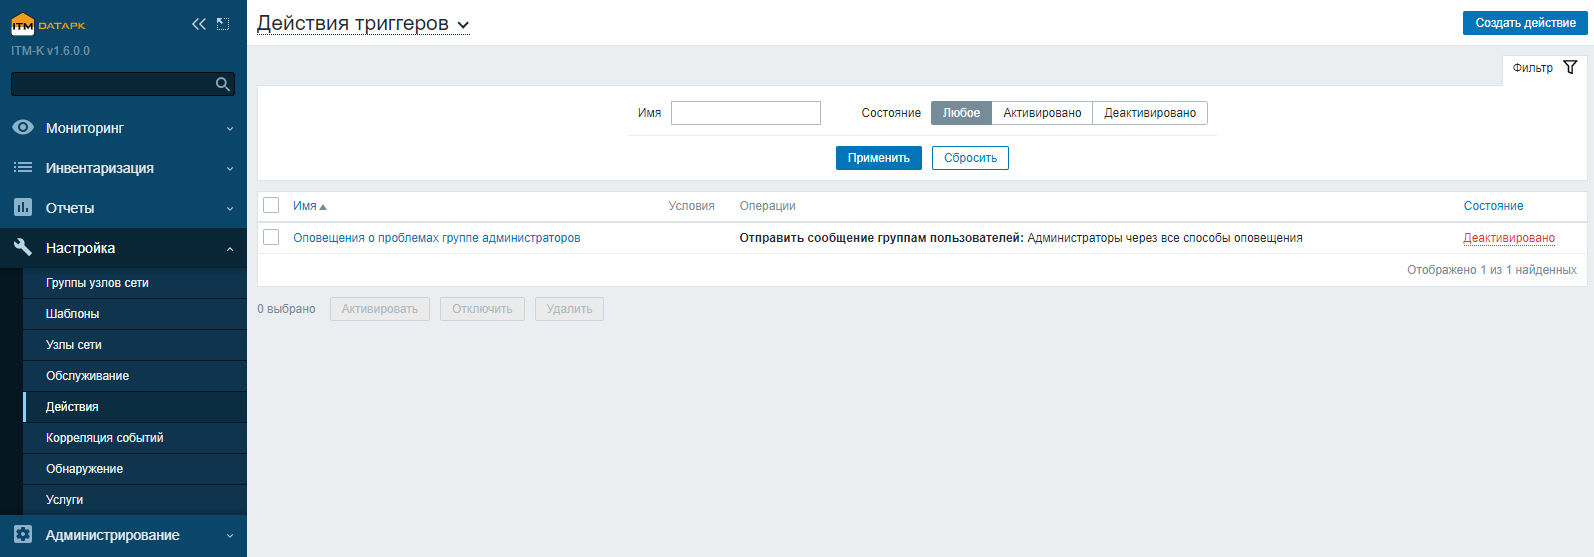 ITM DATAPK
ITM-K v1.6.0.0
Мониторинг
Инвентаризация
Отчеты
Настройка
Группы узлов сети
Шаблоны
Узлы сети
Обслуживание
Действия
Корреляция событий
Обнаружение
Услуги
Администрирование
Действия триггеров
Создать действие
Фильтр
Имя Состояние Любое Активировано Деактивировано
Применить Сбросить
Имя Условия Операции Состояние
Оповещения о проблемах группе администраторов Отправить сообщение группам пользователей: Администраторы через все способы оповещения Деактивировано
Отображено 1 из 1 найденных
0 выбрано Активировать Отключить Удалить